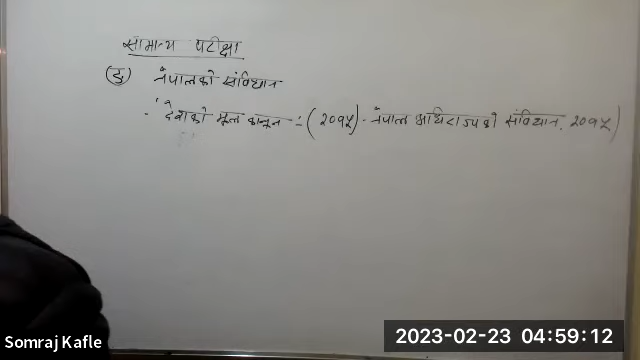 सामान्य परीक्षा
(ङ) नेपालको संविधान
. देशको मूल कानून :- (२०१५) - नेपाल अधिराज्यको संविधान, २०१५)
Somraj Kafle
2023-02-23 04:59:12